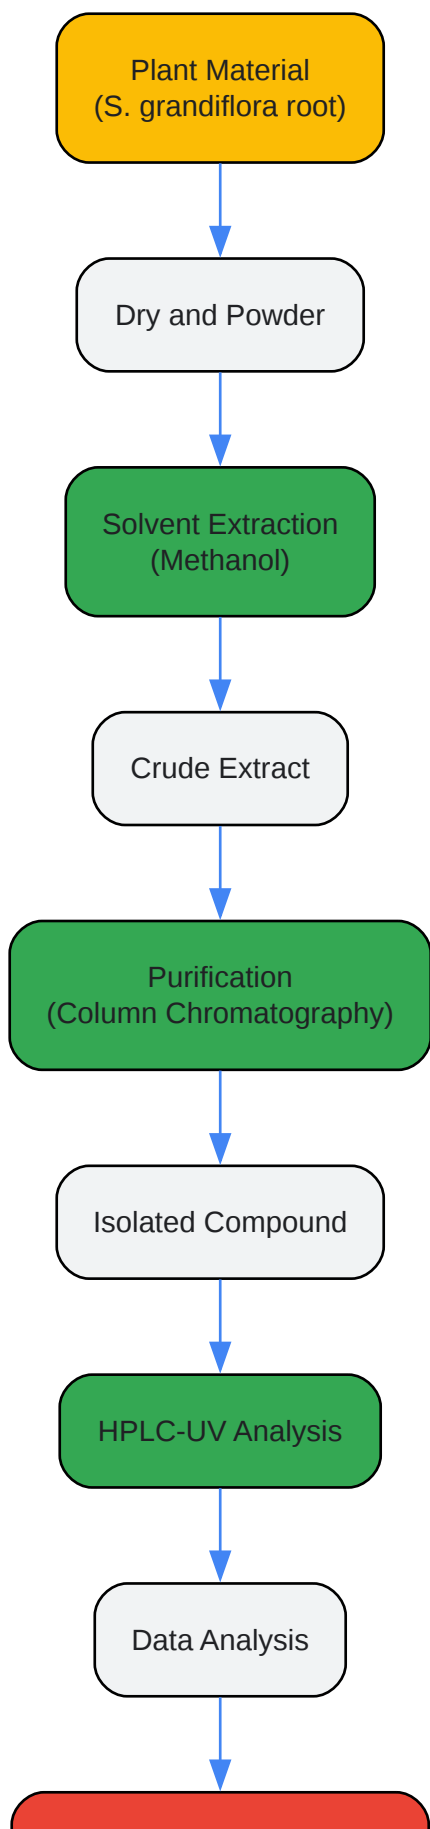 Plant Material
(S. grandiflora root)
Dry and Powder
Solvent Extraction
(Methanol)
Crude Extract
Purification
(Column Chromatography)
Isolated Compound
HPLC-UV Analysis
Data Analysis